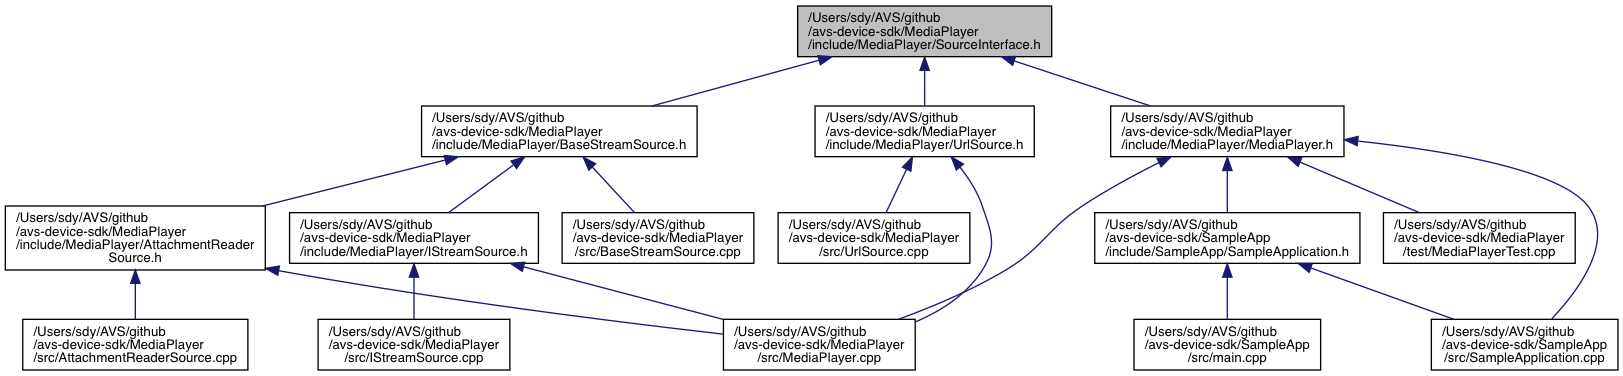 /Users/sdy/AVS/github
/avs-device-sdk/MediaPlayer
/include/MediaPlayer/SourceInterface.h
/Users/sdy/AVS/github
/avs-device-sdk/MediaPlayer
/include/MediaPlayer/BaseStreamSource.h
/Users/sdy/AVS/github
/avs-device-sdk/MediaPlayer
/include/MediaPlayer/UrlSource.h
/Users/sdy/AVS/github
/avs-device-sdk/MediaPlayer
/include/MediaPlayer/MediaPlayer.h
/Users/sdy/AVS/github
/avs-device-sdk/MediaPlayer
/include/MediaPlayer/AttachmentReader
Source.h
/Users/sdy/AVS/github
/avs-device-sdk/MediaPlayer
/include/MediaPlayer/IStreamSource.h
/Users/sdy/AVS/github
/avs-device-sdk/MediaPlayer
/src/BaseStreamSource.cpp
/Users/sdy/AVS/github
/avs-device-sdk/MediaPlayer
/src/UrlSource.cpp
/Users/sdy/AVS/github
/avs-device-sdk/SampleApp
/include/SampleApp/SampleApplication.h
/Users/sdy/AVS/github
/avs-device-sdk/MediaPlayer
/test/MediaPlayerTest.cpp
/Users/sdy/AVS/github
/avs-device-sdk/MediaPlayer
/src/AttachmentReaderSource.cpp
/Users/sdy/AVS/github
/avs-device-sdk/MediaPlayer
/src/IStreamSource.cpp
/Users/sdy/AVS/github
/avs-device-sdk/MediaPlayer
/src/MediaPlayer.cpp
/Users/sdy/AVS/github
/avs-device-sdk/SampleApp
/src/main.cpp
/Users/sdy/AVS/github
/avs-device-sdk/SampleApp
/src/SampleApplication.cpp